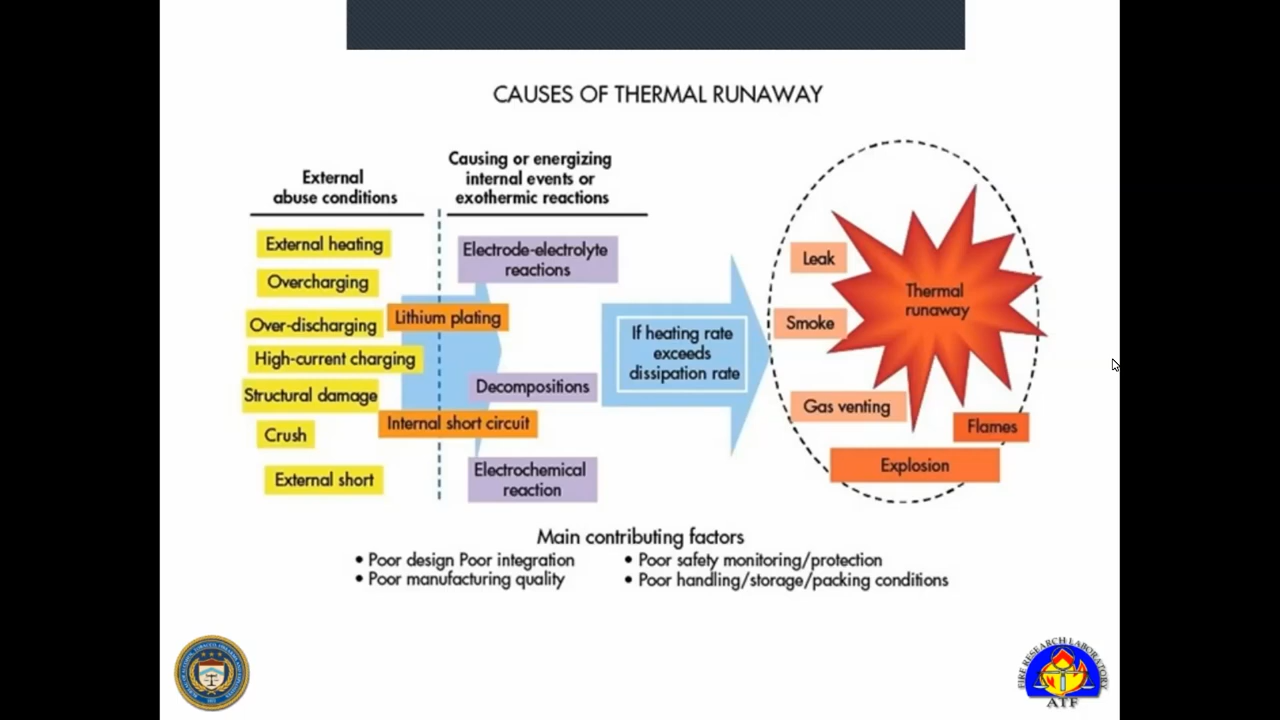 CAUSES OF THERMAL RUNAWAY
External
abuse conditions
Causing or energizing
internal events or
exothermic reactions
External heating
Overcharging
Over-discharging
High-current charging
Structural damage
Crush
External short
Lithium plating
Internal short circuit
Electrode-electrolyte
reactions
Decompositions
Electrochemical
reaction
If heating rate
exceeds
dissipation rate
Leak
Smoke
Gas venting
Thermal
runaway
Flames
Explosion
Main contributing factors
• Poor design Poor integration
• Poor manufacturing quality
• Poor safety monitoring/protection
• Poor handling/storage/packing conditions
FIRE RESEARCH LABORATORY
ATF